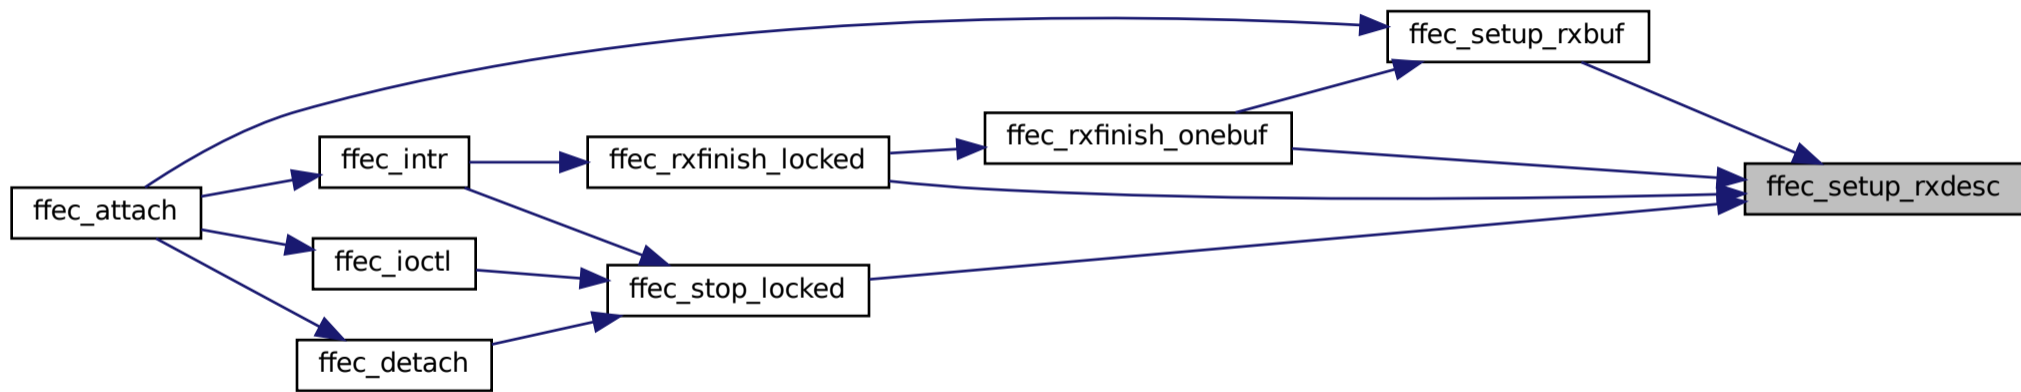 ffec_setup_rxbuf
ffec_rxfinish_onebuf
ffec_intr
ffec_rxfinish_locked
ffec_setup_rxdesc
ffec_attach
ffec_ioctl
ffec_stop_locked
ffec_detach